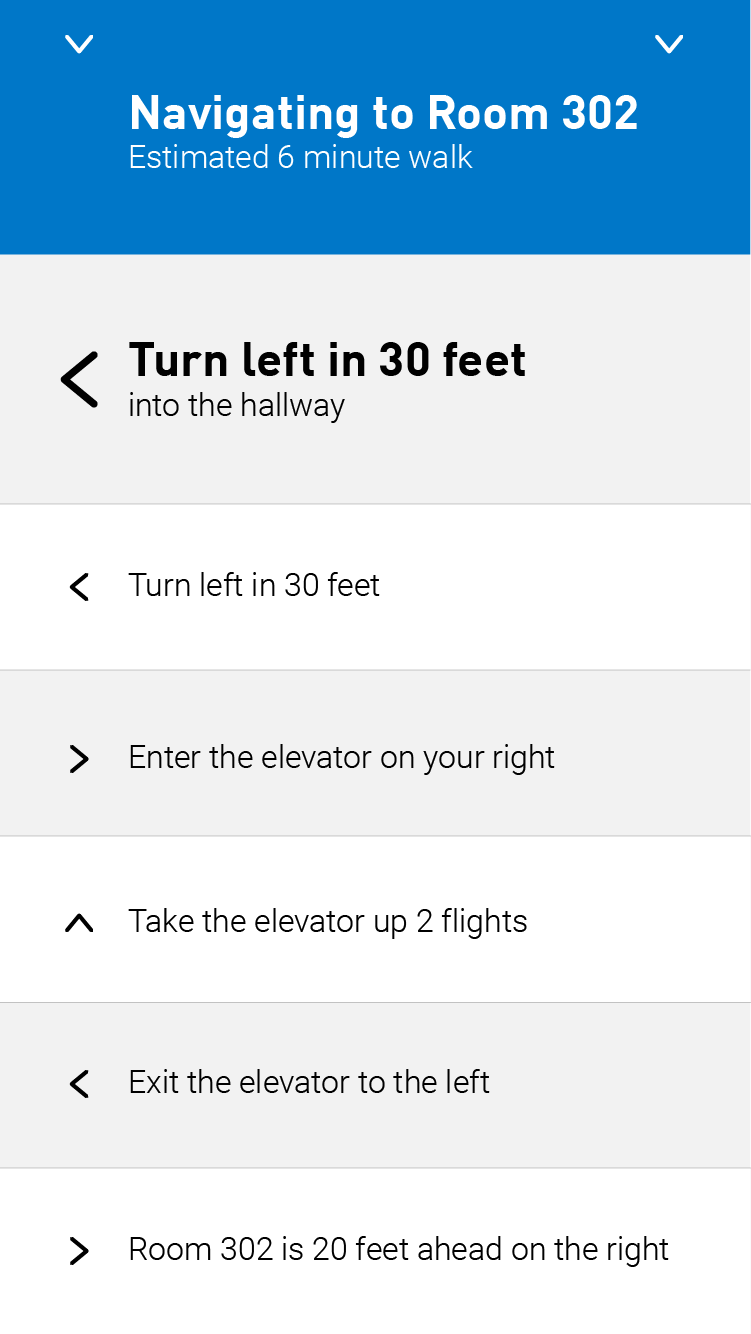 Navigating to Room 302
Estimated 6 minute walk
Turn left in 30 feet
into the hallway
Turn left in 30 feet
Enter the elevator on your right
Take the elevator up 2 flights
Exit the elevator to the left
Room 302 is 20 feet ahead on the right